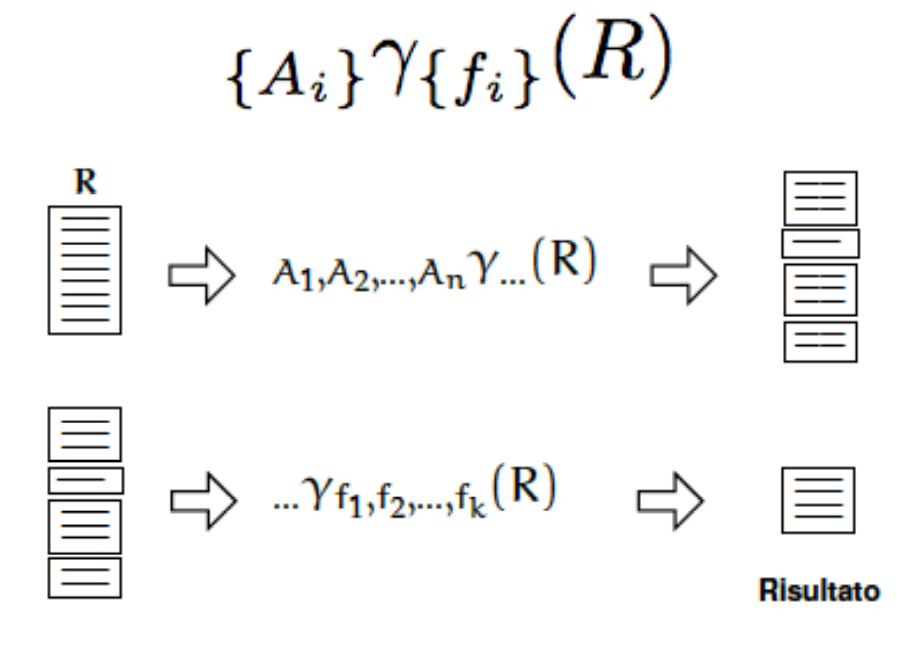 {Aᵢ}γ{fᵢ}(R)
R
A₁,A₂,...,Aₙγ...(R)
...γf₁,f₂,...,fₖ(R)
Risultato